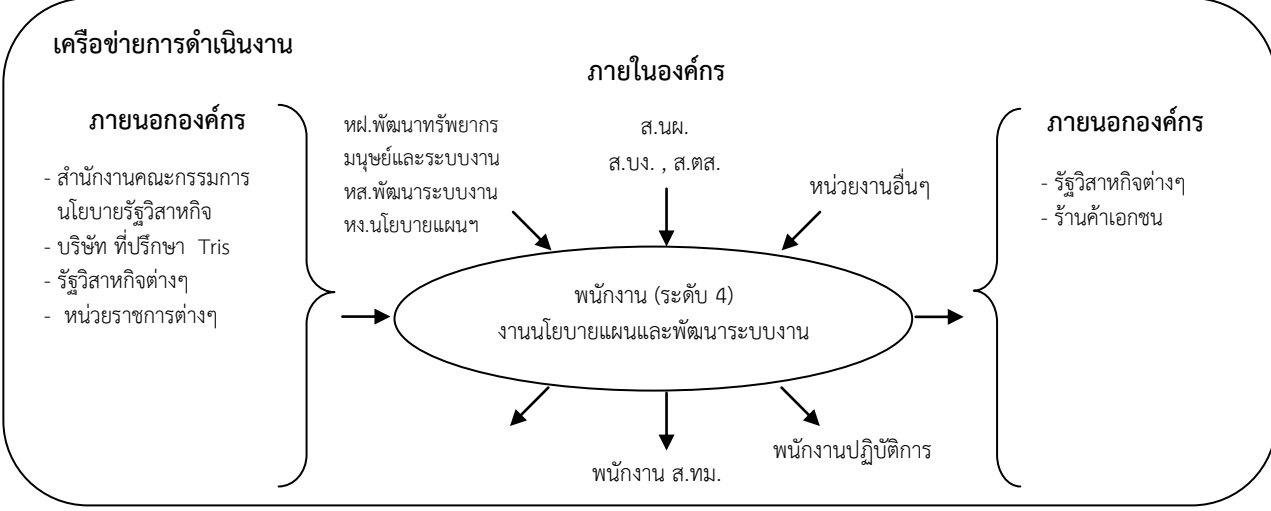 เครือข่ายการดำเนินงาน
ภายในองค์กร
ภายนอกองค์กร
- สำนักงานคณะกรรมการ
นโยบายรัฐวิสาหกิจ
- บริษัท ที่ปรึกษา Tris
- รัฐวิสาหกิจต่างๆ
- หน่วยราชการต่างๆ
หฝ.พัฒนาทรัพยากร
มนุษย์และระบบงาน
หส.พัฒนาระบบงาน
หง.นโยบายแผนฯ
ส.นผ.
ส.บง. , ส.ตส.
หน่วยงานอื่นๆ
พนักงาน (ระดับ 4)
งานนโยบายแผนและพัฒนาระบบงาน
พนักงาน ส.ทม.
พนักงานปฏิบัติการ
ภายนอกองค์กร
- รัฐวิสาหกิจต่างๆ
- ร้านค้าเอกชน